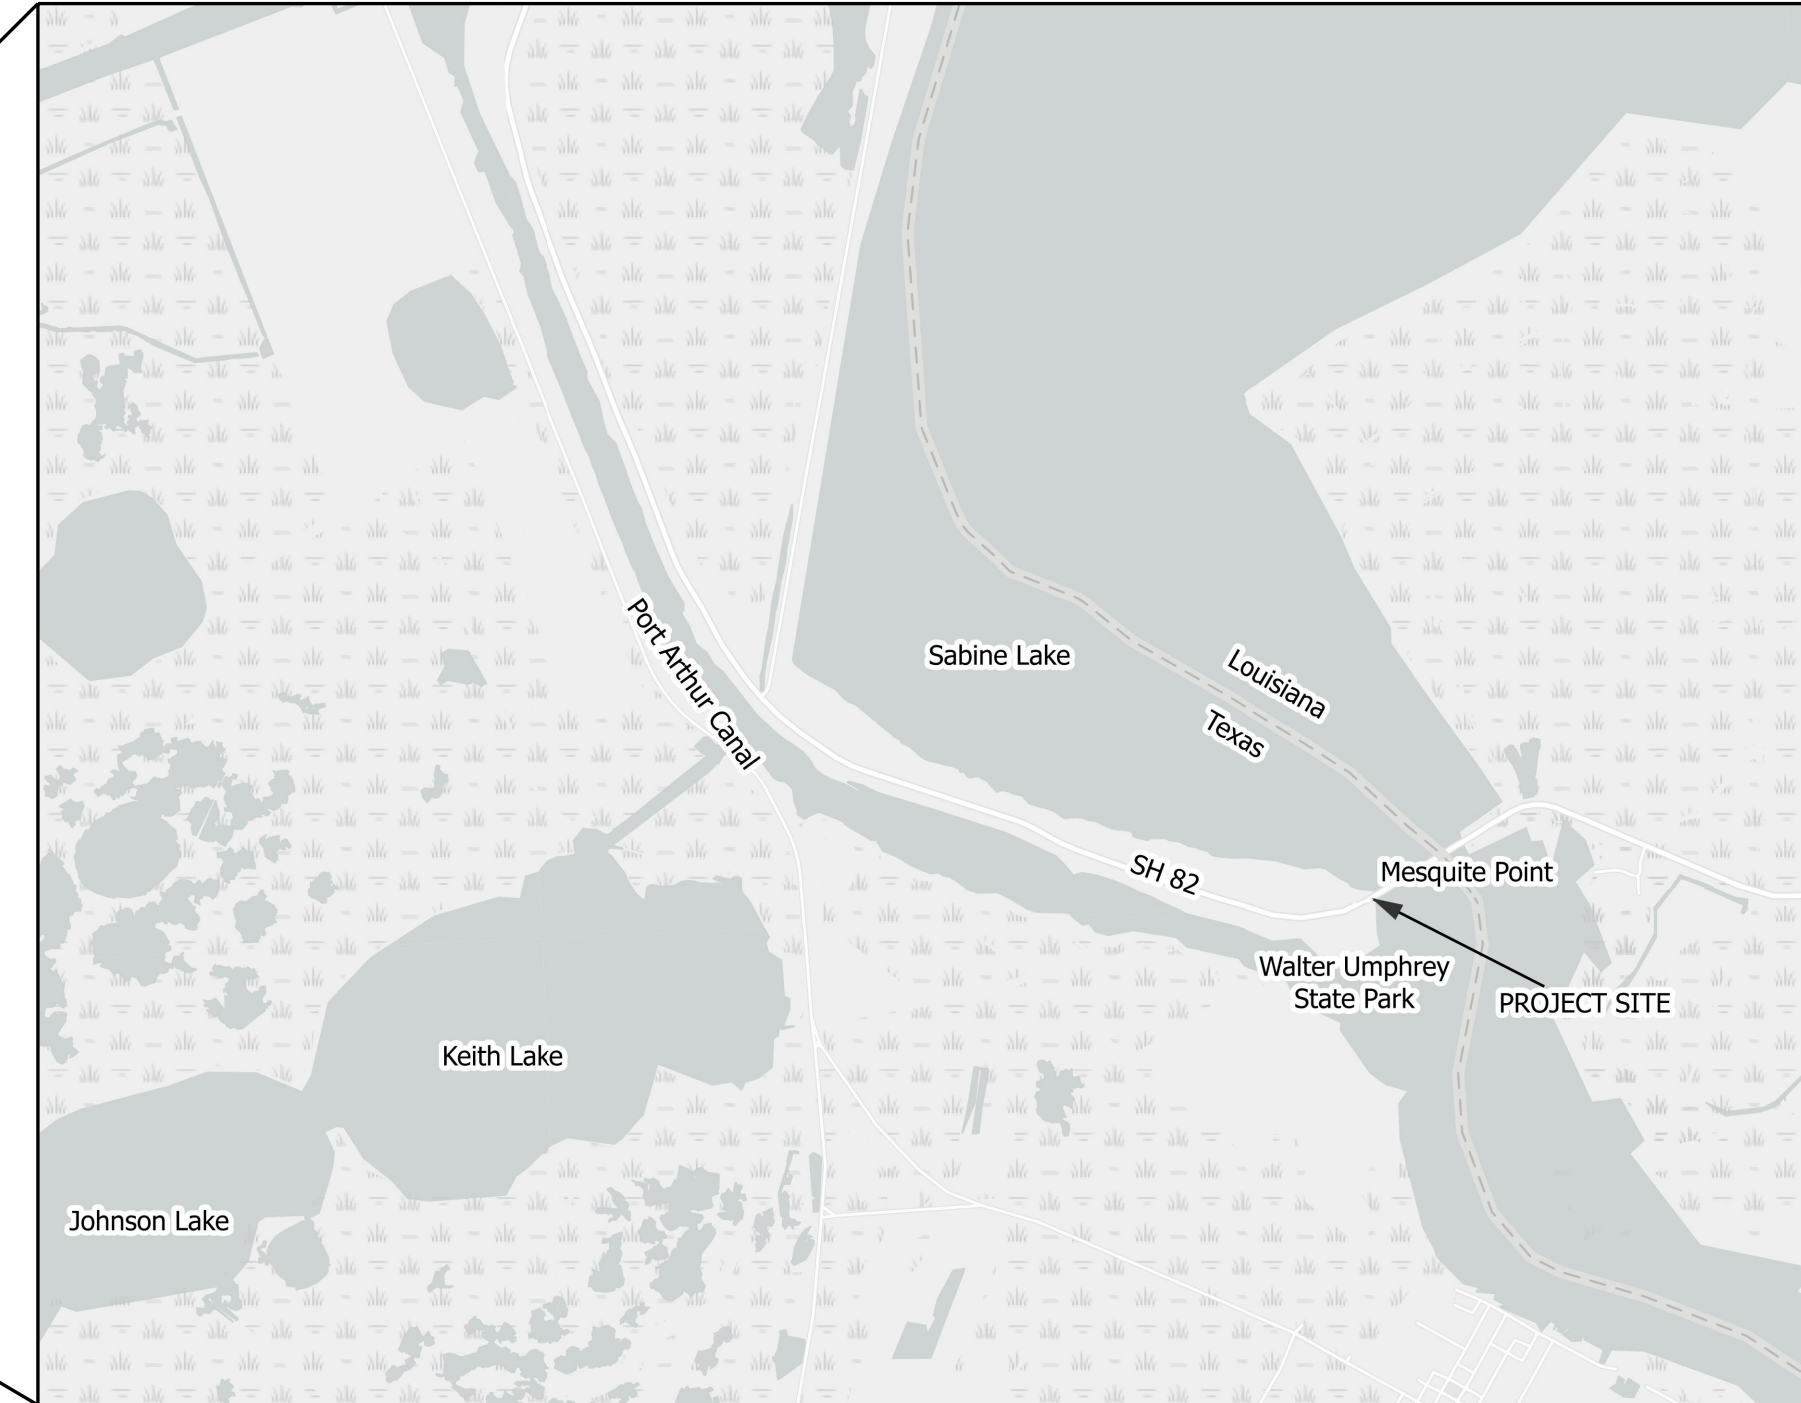 Port Arthur Canal
Sabine Lake
Louisiana
Texas
SH 82
Mesquite Point
Walter Umphrey
State Park
PROJECT SITE
Keith Lake
Johnson Lake